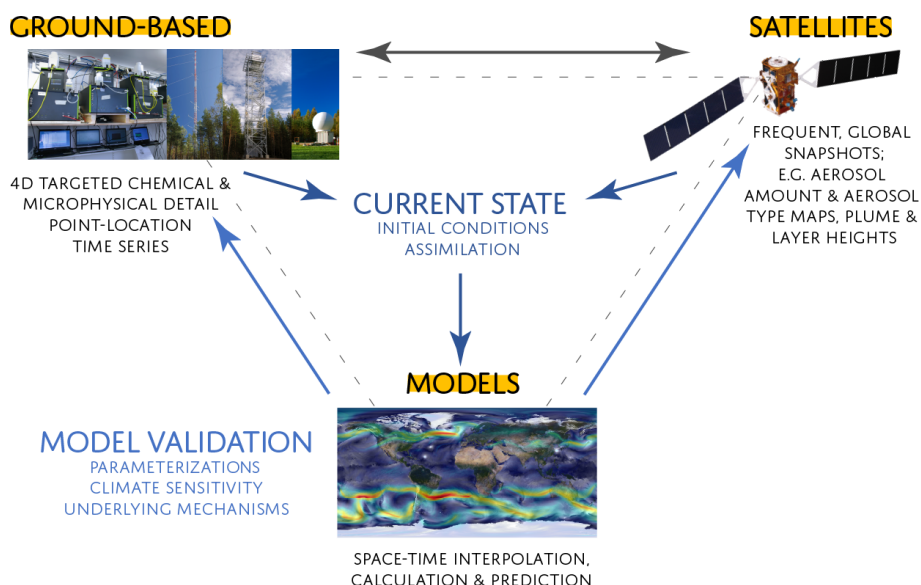 GROUND-BASED
SATELLITES
4D TARGETED CHEMICAL &
MICROPHYSICAL DETAIL
POINT-LOCATION
TIME SERIES
FREQUENT, GLOBAL
SNAPSHOTS;
E.G. AEROSOL
AMOUNT & AEROSOL
TYPE MAPS, PLUME &
LAYER HEIGHTS
CURRENT STATE
INITIAL CONDITIONS
ASSIMILATION
MODELS
MODEL VALIDATION
PARAMETERIZATIONS
CLIMATE SENSITIVITY
UNDERLYING MECHANISMS
SPACE-TIME INTERPOLATION,
CALCULATION & PREDICTION